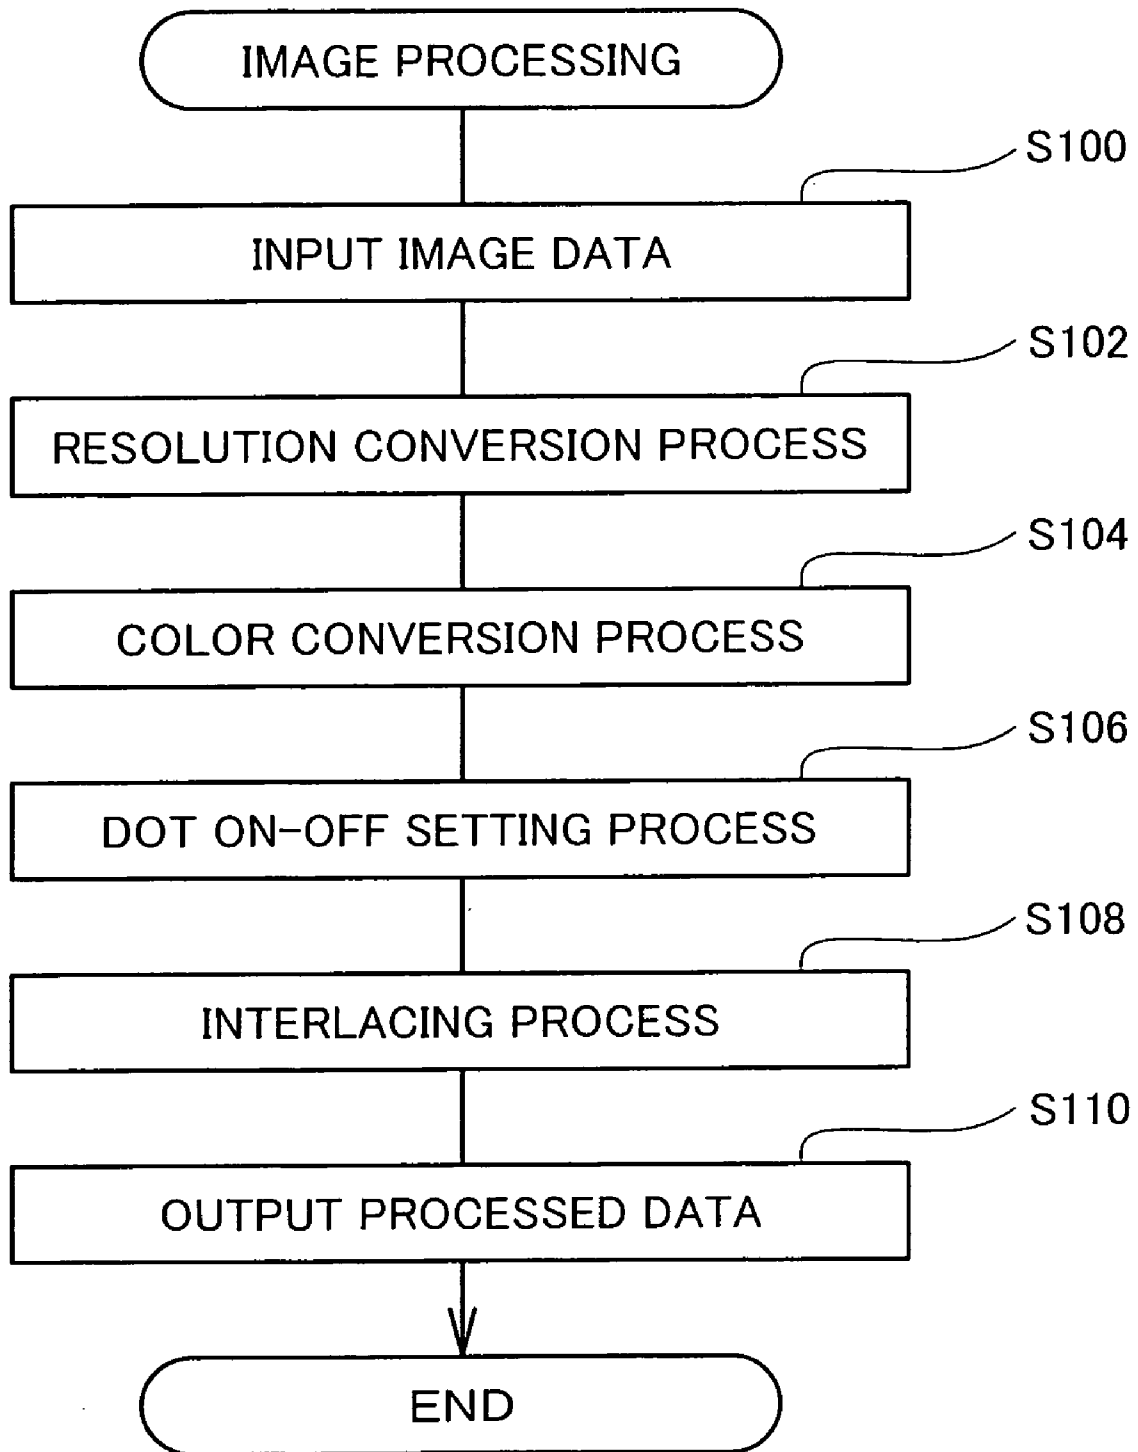 IMAGE PROCESSING
S100
INPUT IMAGE DATA
S102
RESOLUTION CONVERSION PROCESS
S104
COLOR CONVERSION PROCESS
S106
DOT ON-OFF SETTING PROCESS
S108
INTERLACING PROCESS
S110
OUTPUT PROCESSED DATA
END